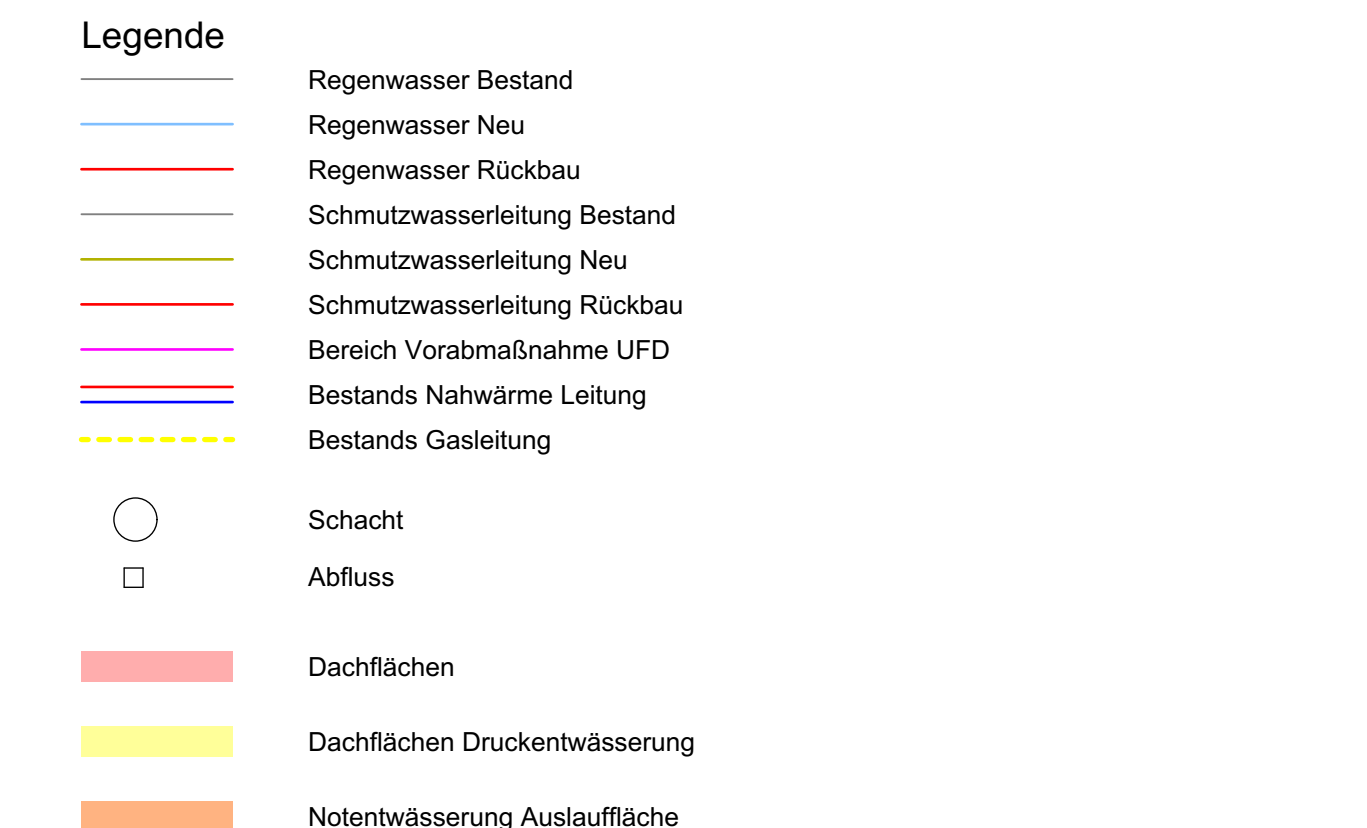 Legende
Regenwasser Bestand
Regenwasser Neu
Regenwasser Rückbau
Schmutzwasserleitung Bestand
Schmutzwasserleitung Neu
Schmutzwasserleitung Rückbau
Bereich Vorabmaßnahme UFD
Bestands Nahwärme Leitung
Bestands Gasleitung
Schacht
Abfluss
Dachflächen
Dachflächen Druckentwässerung
Notentwässerung Auslauffläche